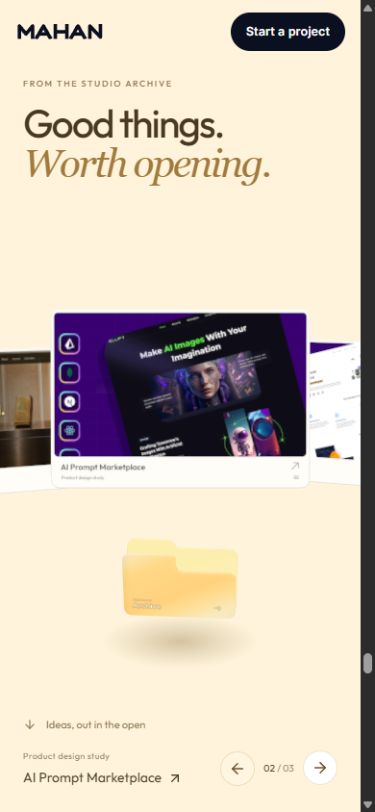 MAHAN
Start a project
FROM THE STUDIO ARCHIVE
Good things.
Worth opening.
Make AI Images With Your
Imagination
AI Prompt Marketplace
Product design study
Archive
Ideas, out in the open
Product design study
AI Prompt Marketplace
02 / 03